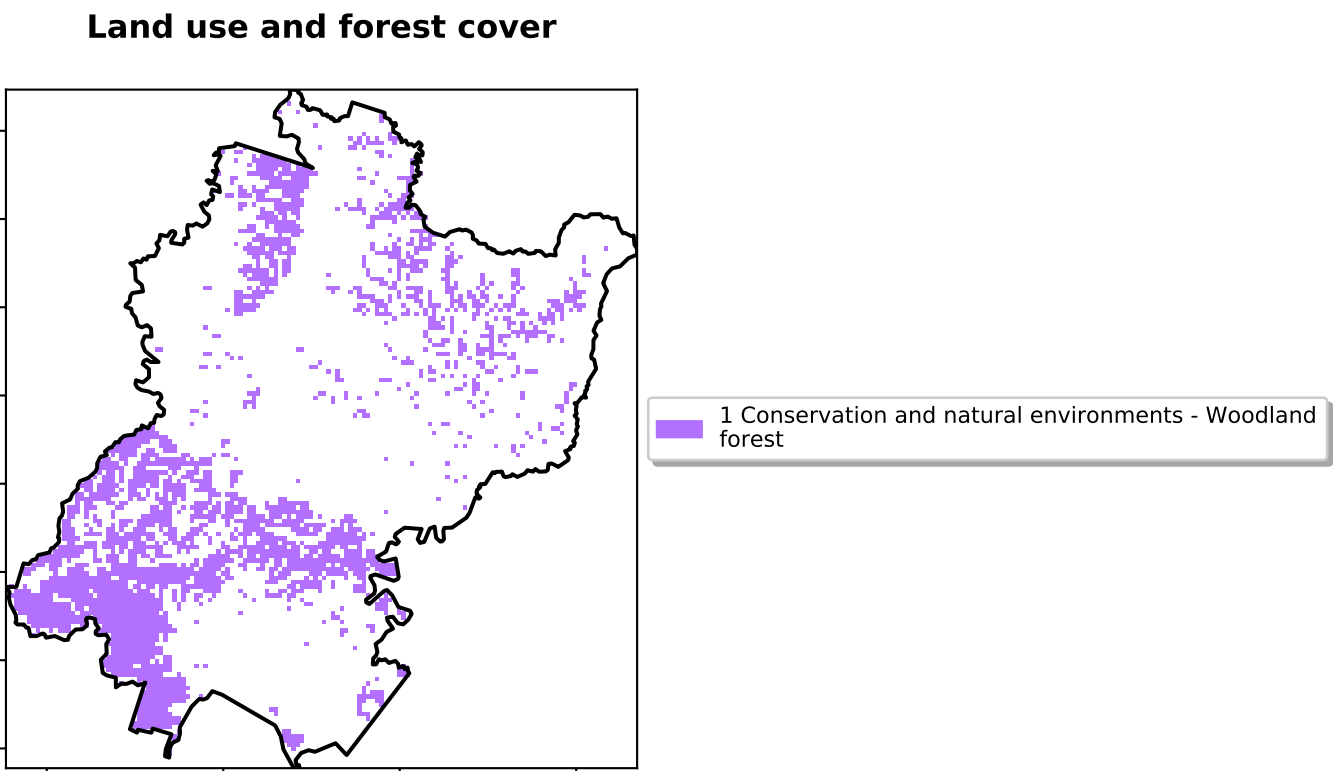 Land use and forest cover
1 Conservation and natural environments - Woodland
forest